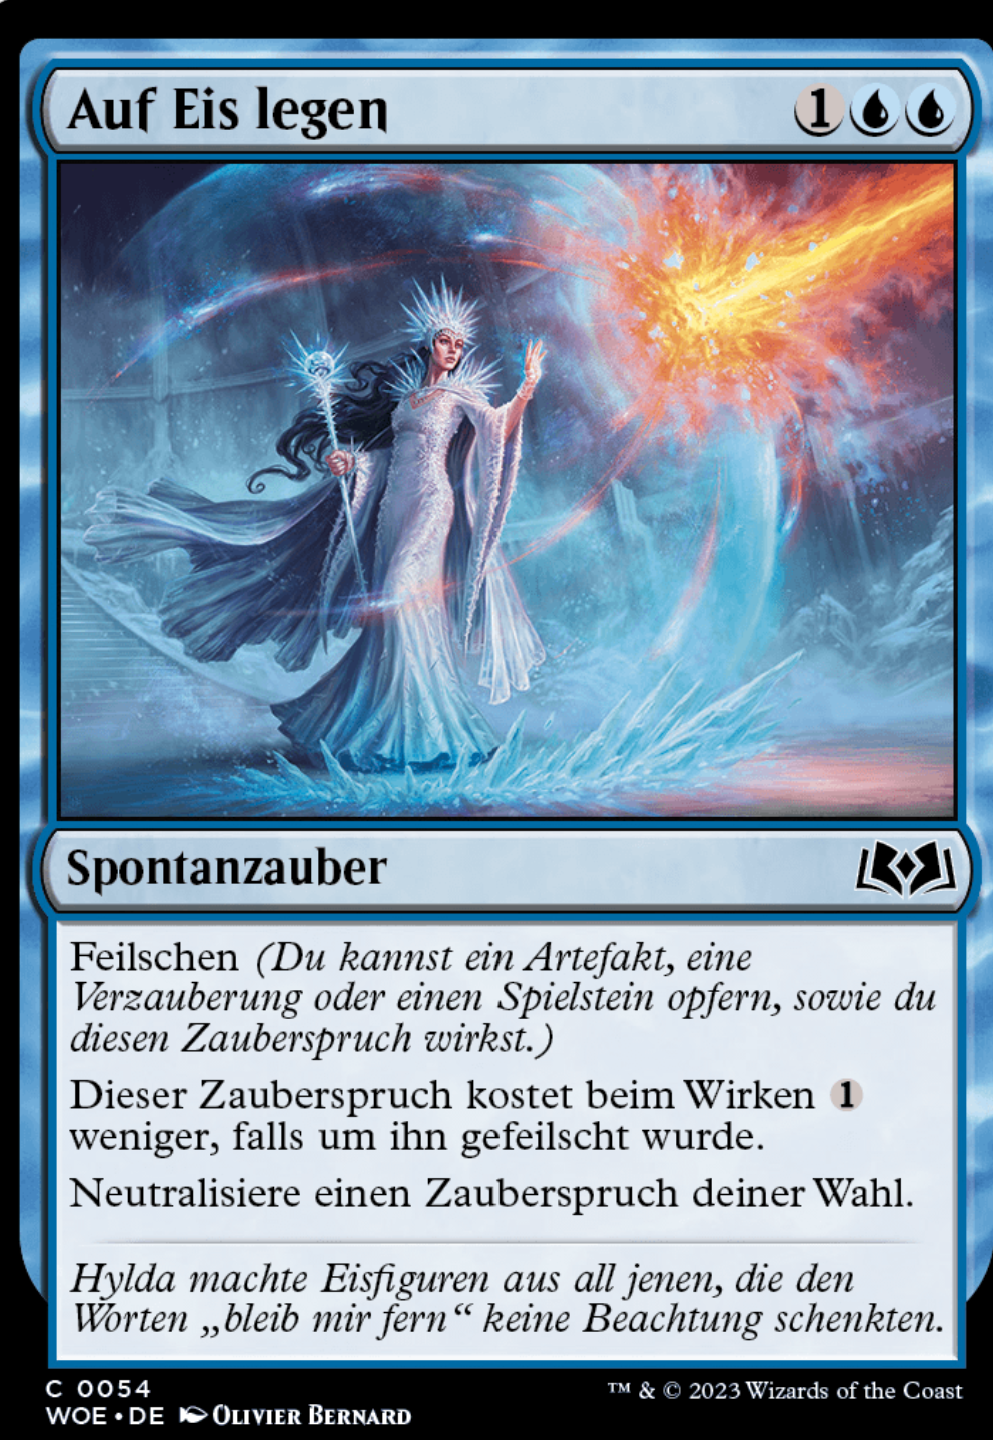 Auf Eis legen 1
Spontanzauber
Feilschen (Du kannst ein Artefakt, eine
Verzauberung oder einen Spielstein opfern, sowie du
diesen Zauberspruch wirkst.)
Dieser Zauberspruch kostet beim Wirken 1
weniger, falls um ihn gefeilscht wurde.
Neutralisiere einen Zauberspruch deiner Wahl.
Hylda machte Eisfiguren aus all jenen, die den
Worten „bleib mir fern“ keine Beachtung schenkten.
C 0054 ™ & © 2023 Wizards of the Coast
WOE • DE Olivier Bernard